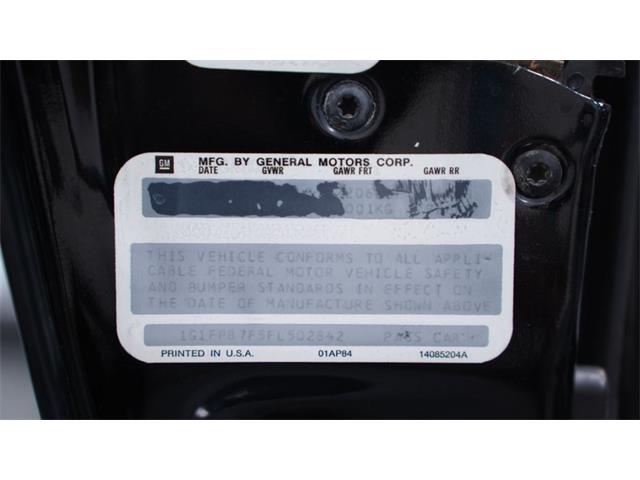 GM MFG. BY GENERAL MOTORS CORP.
DATE GVWR GAWR FRT GAWR RR
THIS VEHICLE CONFORMS TO ALL APPLI-
CABLE FEDERAL MOTOR VEHICLE SAFETY
AND BUMPER STANDARDS IN EFFECT ON
THE DATE OF MANUFACTURE SHOWN ABOVE
1G1FP87F5FL502842 PASS CAR
PRINTED IN U.S.A. 01AP84 14085204A